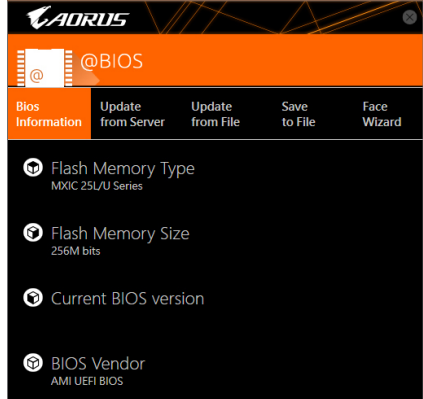 AORUS
@
@BIOS
Bios
Information
Update
from Server
Update
from File
Save
to File
Face
Wizard
Flash Memory Type
MXIC 25L/U Series
Flash Memory Size
256M bits
Current BIOS version
BIOS Vendor
AMI UEFI BIOS